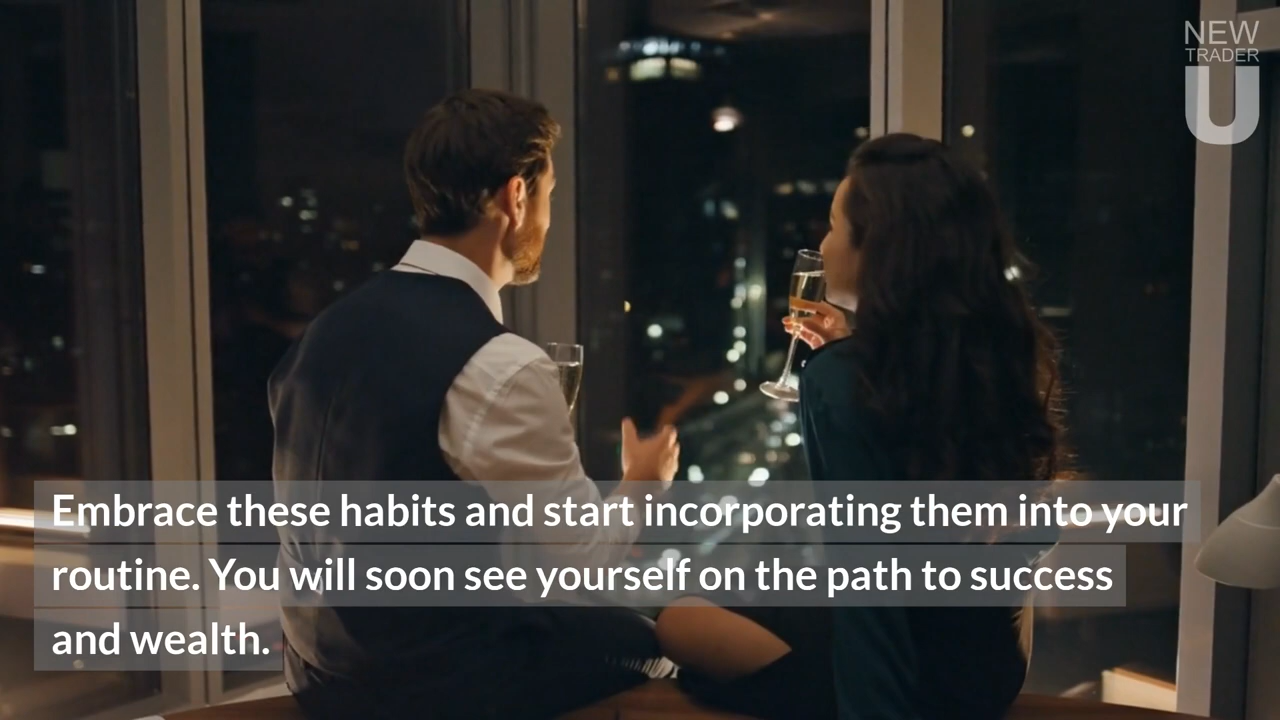 NEW
TRADER
U
Embrace these habits and start incorporating them into your
routine. You will soon see yourself on the path to success
and wealth.